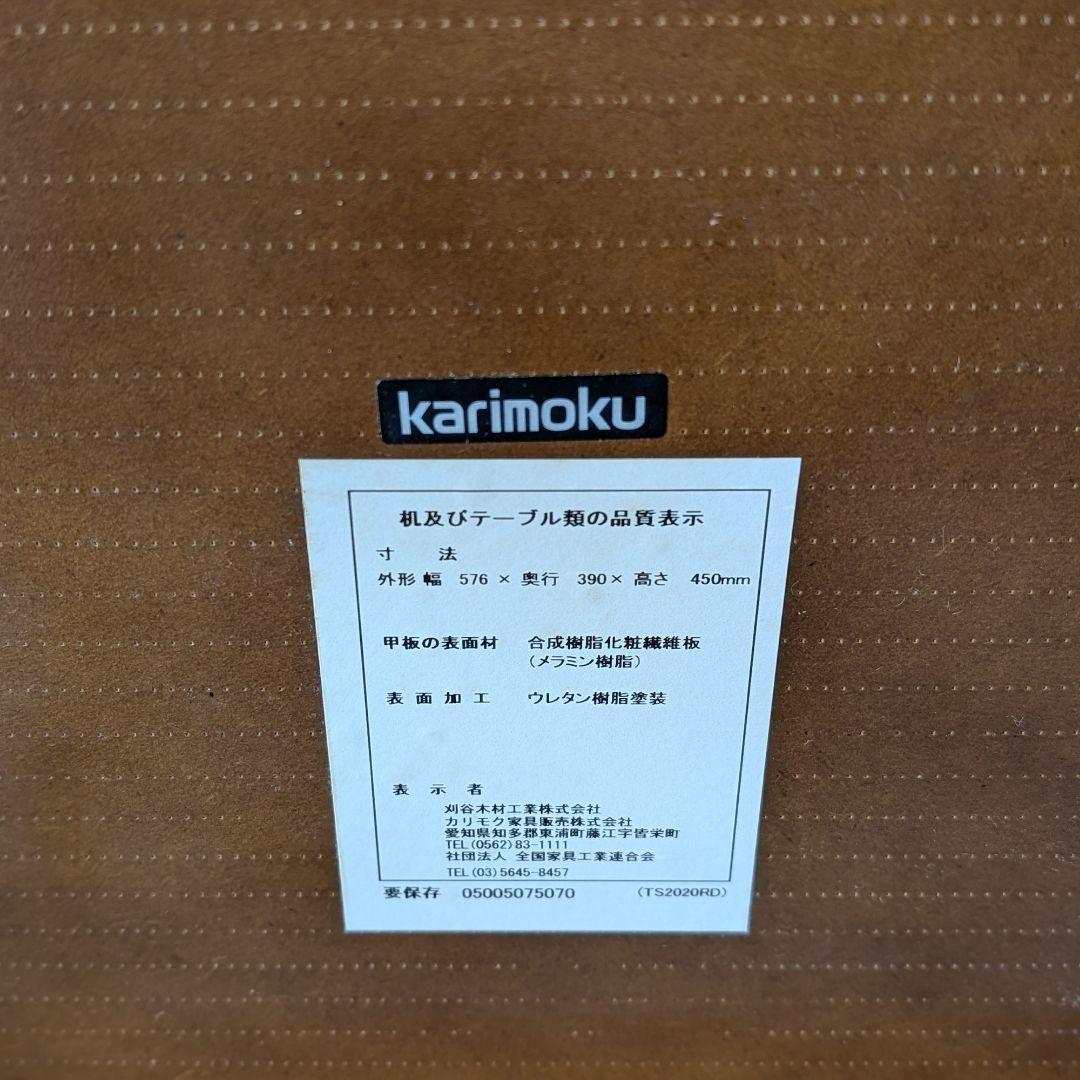 karimoku
机及びテーブル類の品質表示
寸 法
外形 幅 576 × 奥行 390× 高さ 450mm
甲板の表面材 合成樹脂化粧繊維板
(メラミン樹脂)
表面加工 ウレタン樹脂塗装
表示者
刈谷木材工業株式会社
カリモク家具販売株式会社
愛知県知多郡東浦町藤江字皆栄町
TEL(0562)83-1111
社団法人 全国家具工業連合会
TEL(03)5645-8457
要保存 05005075070 (TS2020RD)